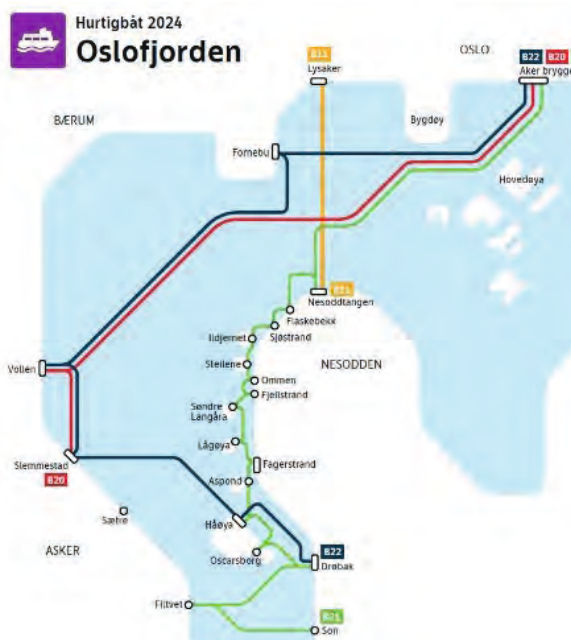 Hurtigbåt 2024
Oslofjorden
OSLO
B11
B22
B20
Lysaker
Aker brygge
BÆRUM
Bygdøy
Fornebu
Hovedøya
B11
Nesoddtangen
Flaskebekk
Sjøstrand
Ildjernet
Steilene
NESODDEN
Vollen
Ommen
Fjellstrand
Søndre
Langåra
Lågøya
Slemmestad
B20
Fagerstrand
Aspond
Sætre
Håøya
ASKER
B22
Oscarsborg
Drøbak
Filtvet
B21
Son